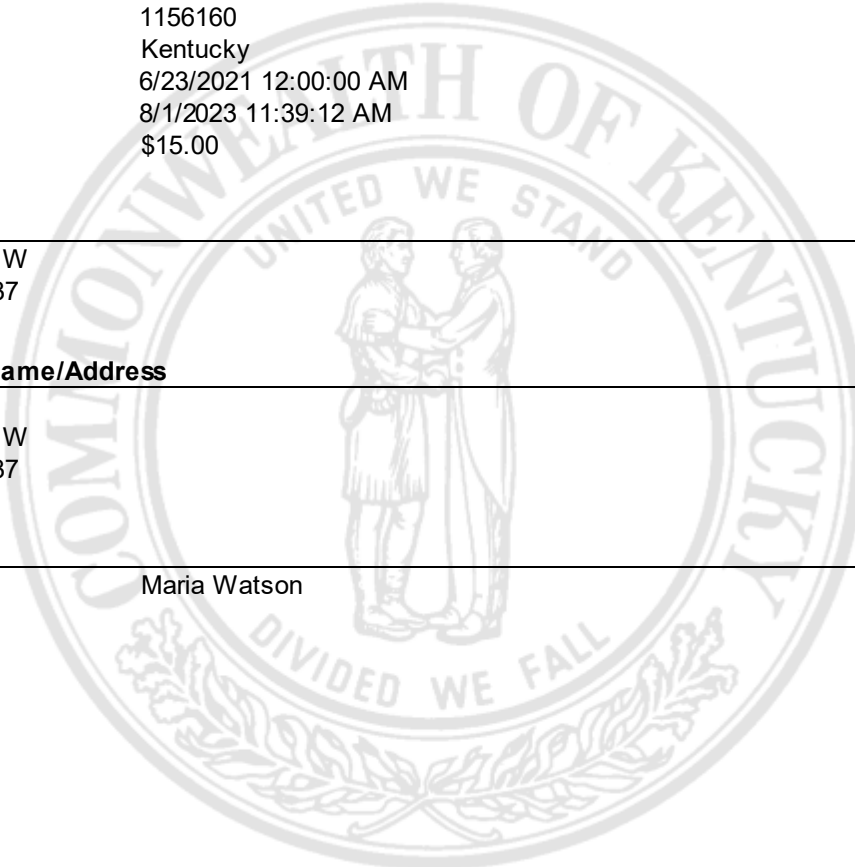 1156160
Kentucky
6/23/2021 12:00:00 AM
8/1/2023 11:39:12 AM
$15.00
W
37
ame/Address
W
37
Maria Watson
COMMONWEALTH OF KENTUCKY
UNITED WE STAND
DIVIDED WE FALL